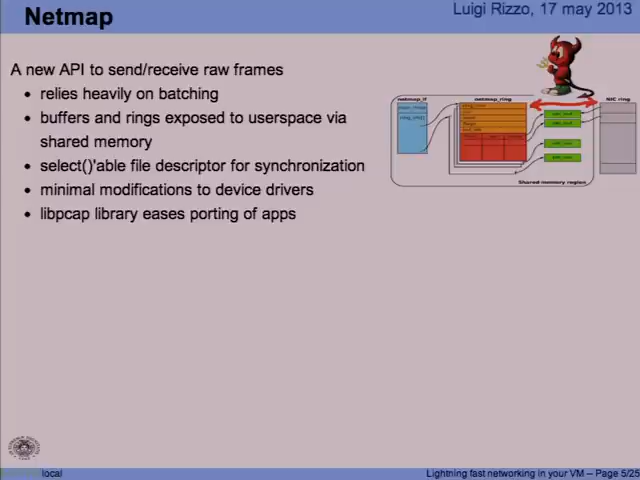 Netmap
Luigi Rizzo, 17 may 2013
A new API to send/receive raw frames
• relies heavily on batching
• buffers and rings exposed to userspace via
shared memory
• select()'able file descriptor for synchronization
• minimal modifications to device drivers
• libpcap library eases porting of apps
netmap_if
netmap_ring
NIC ring
Shared memory region
local
Lightning fast networking in your VM – Page 5/25